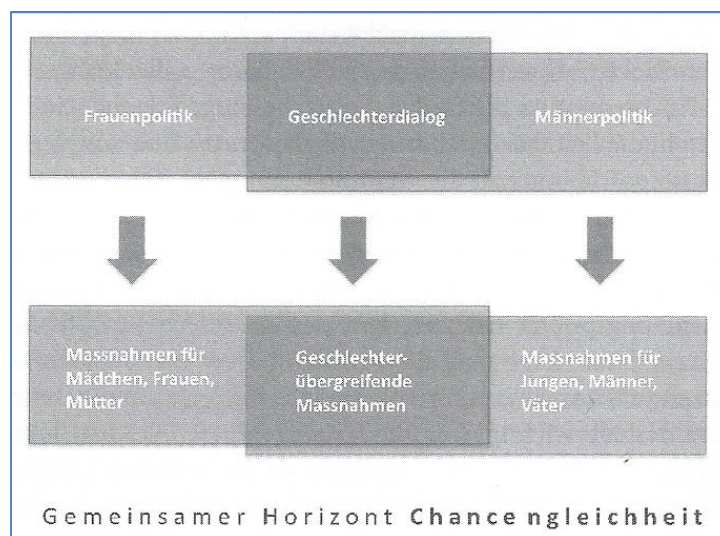 Frauenpolitik
Geschlechterdialog
Männerpolitik
Massnahmen für
Mädchen, Frauen,
Mütter
Geschlechter-
übergreifende
Massnahmen
Massnahmen für
Jungen, Männer,
Väter
Gemeinsamer Horizont Chance ngleichheit